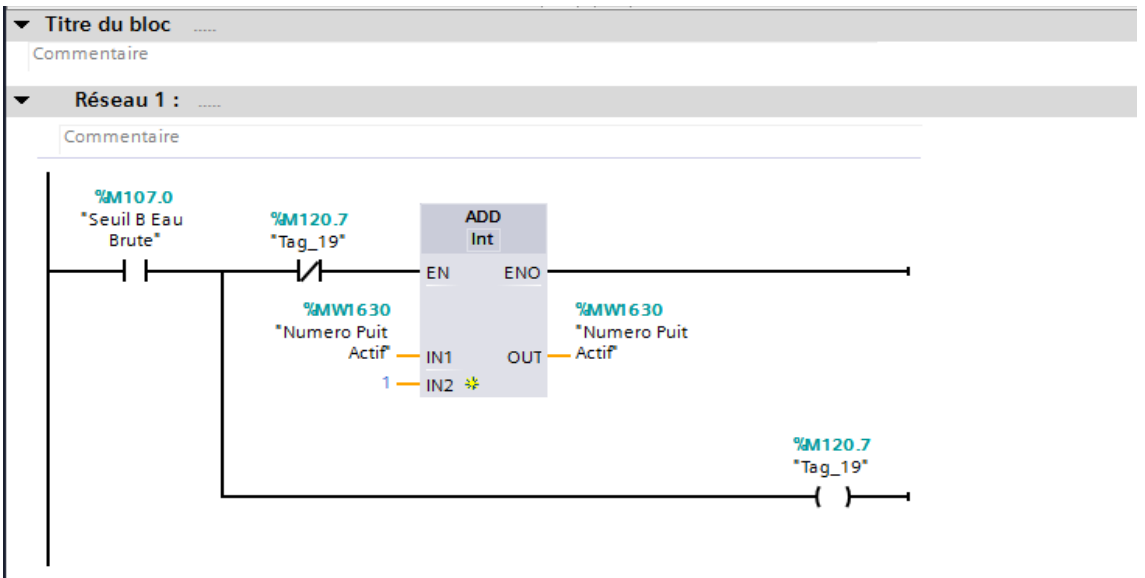 Titre du bloc .....
Commentaire
Réseau 1 : .....
Commentaire
%M107.0
"Seuil B Eau
Brute"
%M120.7
"Tag_19"
ADD
Int
EN
ENO
%MW1630
"Numero Puit
Actif"
IN1
1
IN2
%MW1630
"Numero Puit
Actif"
OUT
%M120.7
"Tag_19"